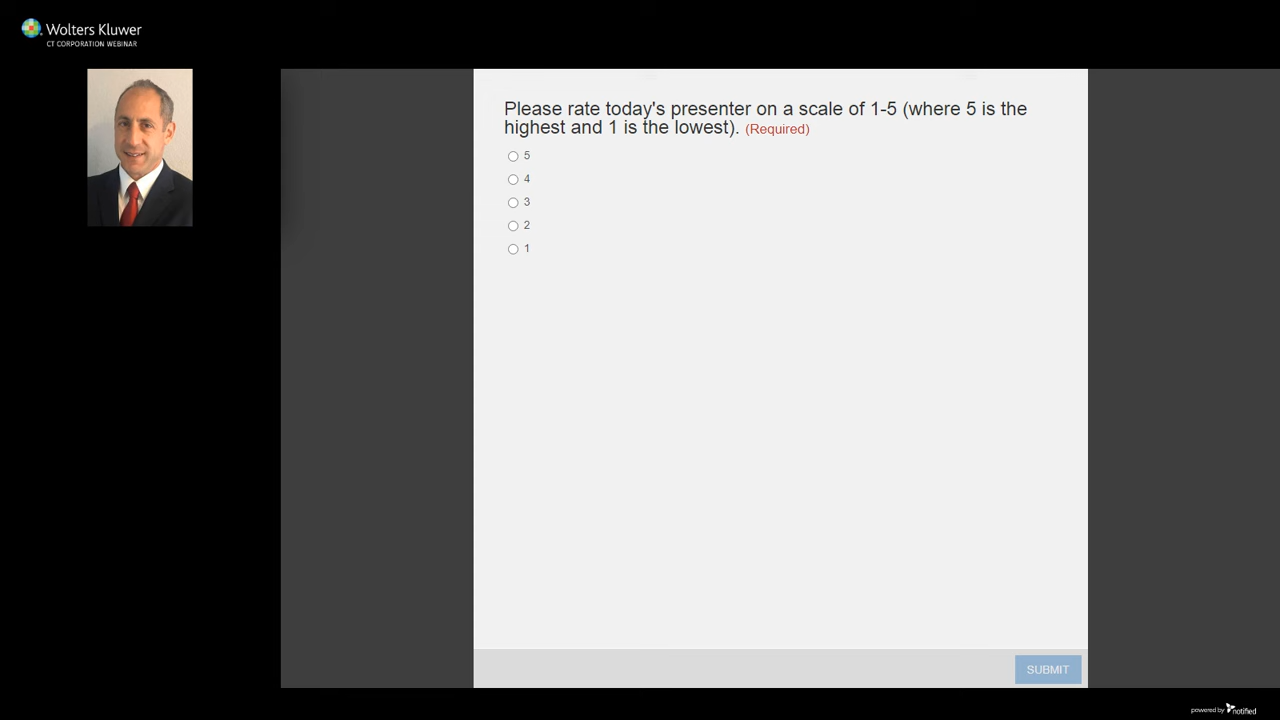 Wolters Kluwer
CT CORPORATION WEBINAR
Please rate today's presenter on a scale of 1-5 (where 5 is the
highest and 1 is the lowest). (Required)
5
4
3
2
1
SUBMIT
powered by notified